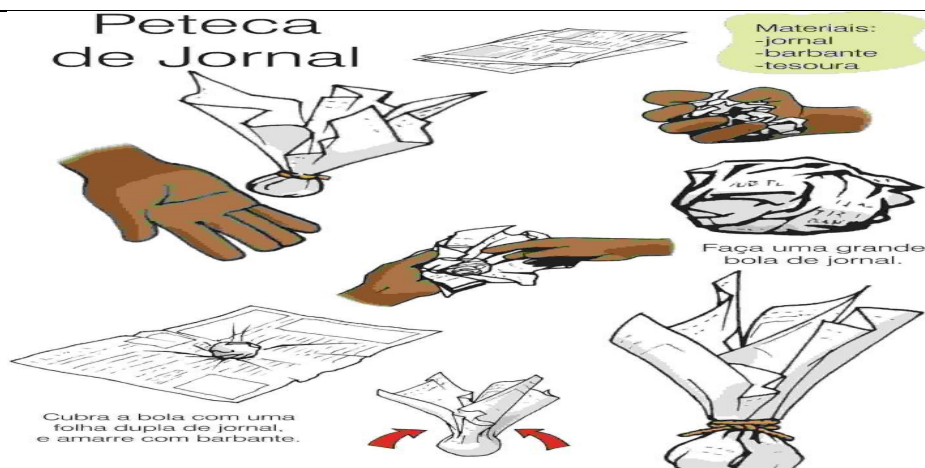 Peteca
de Jornal
Materiais:
-jornal
-barbante
-tesoura
Faça uma grande
bola de jornal.
Cubra a bola com uma
folha dupla de jornal,
e amarre com barbante.